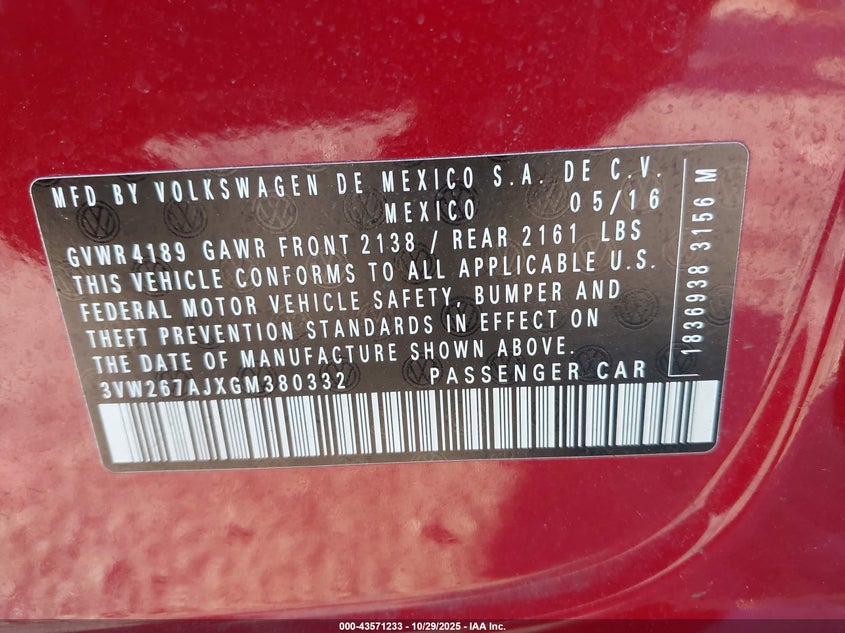 MFD BY VOLKSWAGEN DE MEXICO S.A. DE C.V.
MEXICO 05/16
GVWR4189 GAWR FRONT 2138 / REAR 2161 LBS
THIS VEHICLE CONFORMS TO ALL APPLICABLE U.S.
FEDERAL MOTOR VEHICLE SAFETY, BUMPER AND
THEFT PREVENTION STANDARDS IN EFFECT ON
THE DATE OF MANUFACTURE SHOWN ABOVE.
3VW267AJXGM380332 PASSENGER CAR
1836938 3156 M
000-43571233 - 10/29/2025 - IAA Inc.